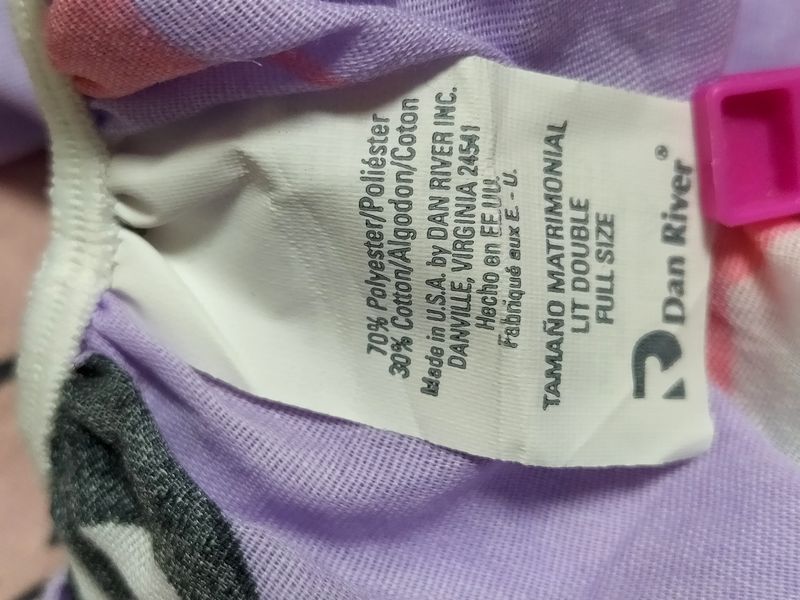 70% Polyester/Poliéster
30% Cotton/Algodon/Coton
Made in U.S.A. by DAN RIVER INC.
DANVILLE, VIRGINIA 24541
Hecho en EE.UU.
Fabriqué aux E. - U.
TAMAÑO MATRIMONIAL
LIT DOUBLE
FULL SIZE
Dan River®